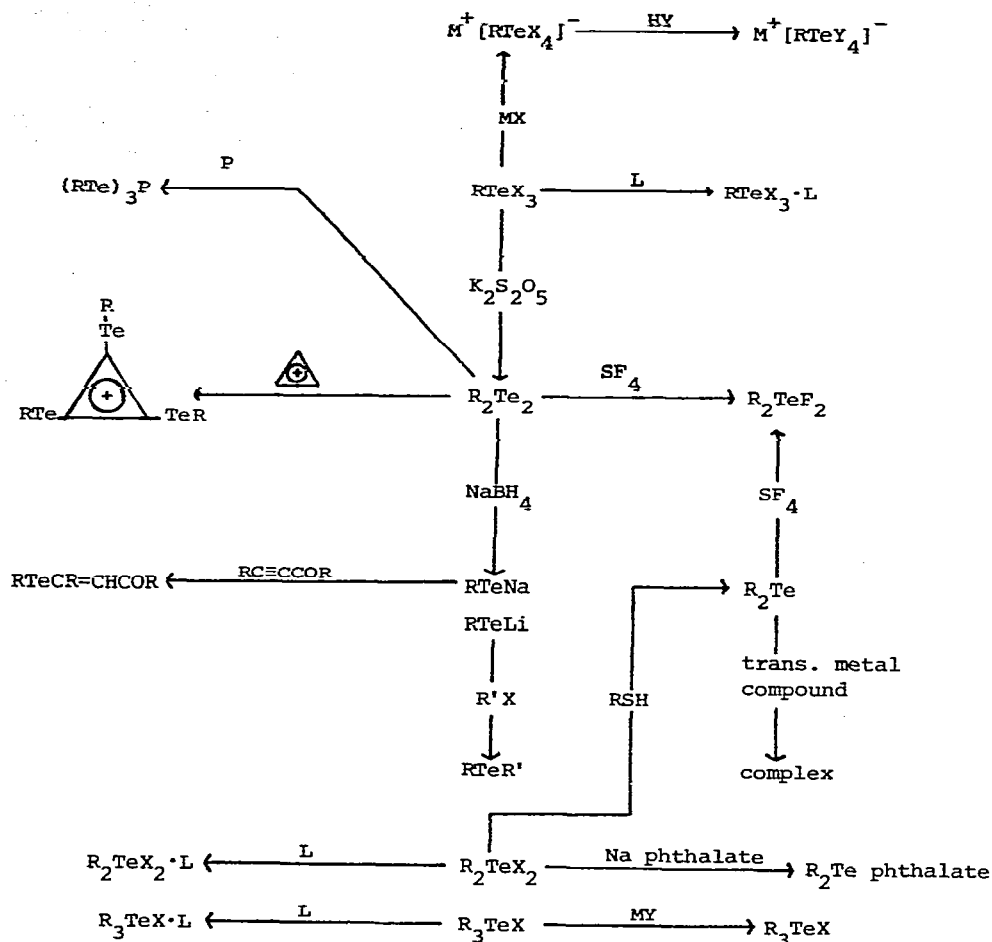 M⁺[RTeX₄]⁻ HY M⁺[RTeY₄]⁻
MX
P
(RTe)₃P RTeX₃ L RTeX₃·L
K₂S₂O₅
R
Te
+ + SF₄
RTe TeR R₂Te₂ R₂TeF₂
NaBH₄ SF₄
RTeCR=CHCOR RC≡CCOR RTeNa R₂Te
RTeLi
trans. metal
compound
R'X RSH
RTeR' complex
R₂TeX₂·L L R₂TeX₂ Na phthalate R₂Te phthalate
R₃TeX·L L R₃TeX MY R₃TeX